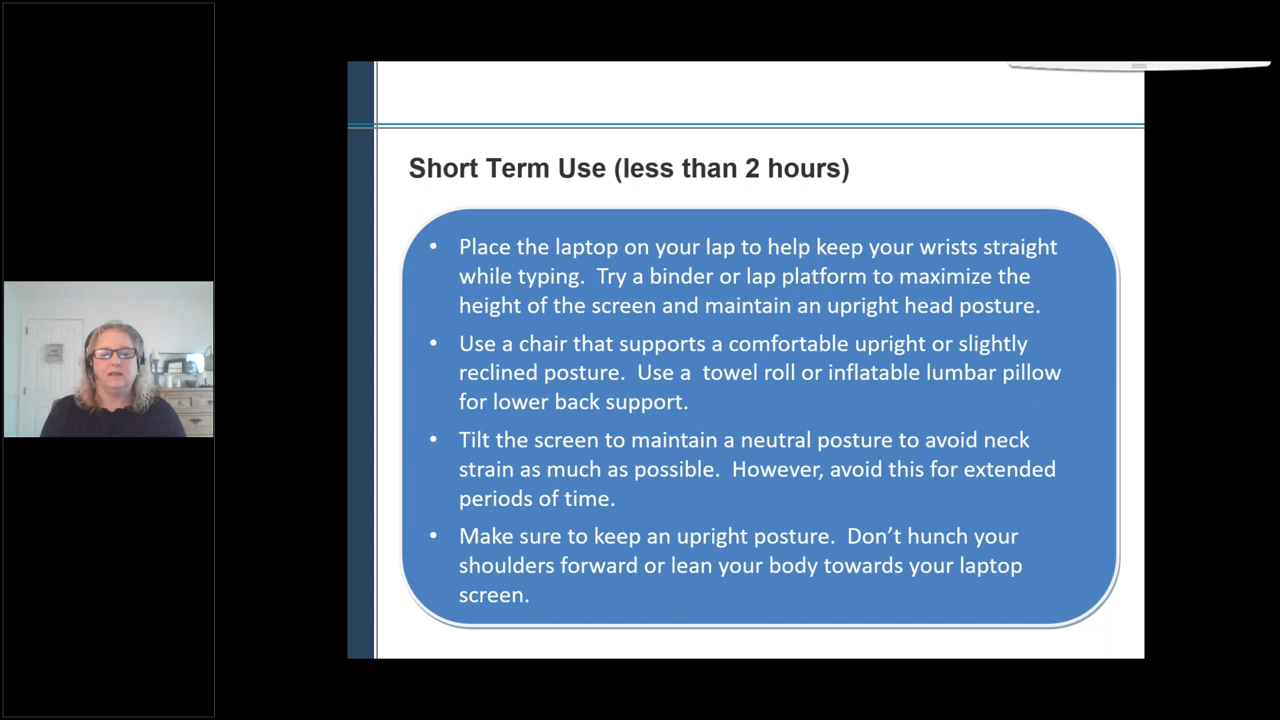 Short Term Use (less than 2 hours)
• Place the laptop on your lap to help keep your wrists straight
while typing.  Try a binder or lap platform to maximize the
height of the screen and maintain an upright head posture.
• Use a chair that supports a comfortable upright or slightly
reclined posture.  Use a  towel roll or inflatable lumbar pillow
for lower back support.
• Tilt the screen to maintain a neutral posture to avoid neck
strain as much as possible.  However, avoid this for extended
periods of time.
• Make sure to keep an upright posture.  Don’t hunch your
shoulders forward or lean your body towards your laptop
screen.